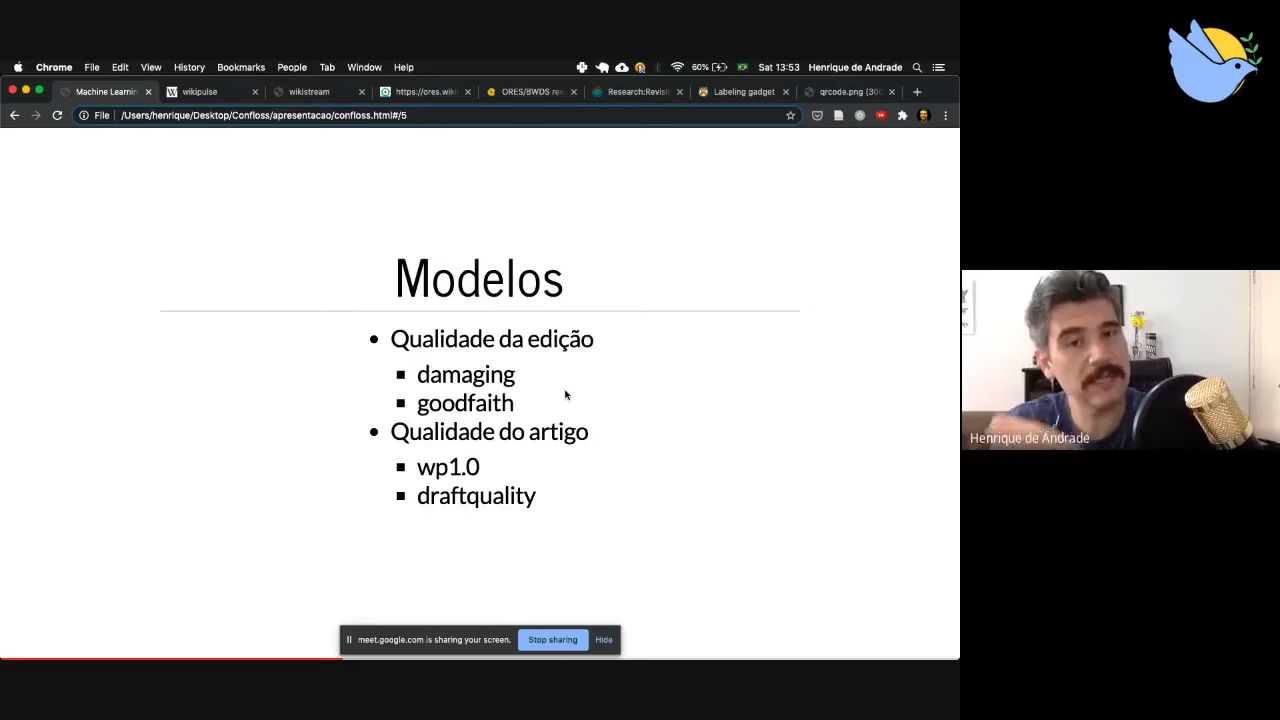 Chrome File Edit View History Bookmarks People Tab Window Help 60% Sat 13:53 Henrique de Andrade
Machine Learnin wikipulse wikistream https://ores.wiki ORES/BWDS rev Research:Revisi Labeling gadget qrcode.png (300
File /Users/henrique/Desktop/Confloss/apresentacao/confloss.html#/5
Modelos
Qualidade da edição
damaging
goodfaith
Qualidade do artigo
wp1.0
draftquality
Henrique de Andrade
meet.google.com is sharing your screen. Stop sharing Hide